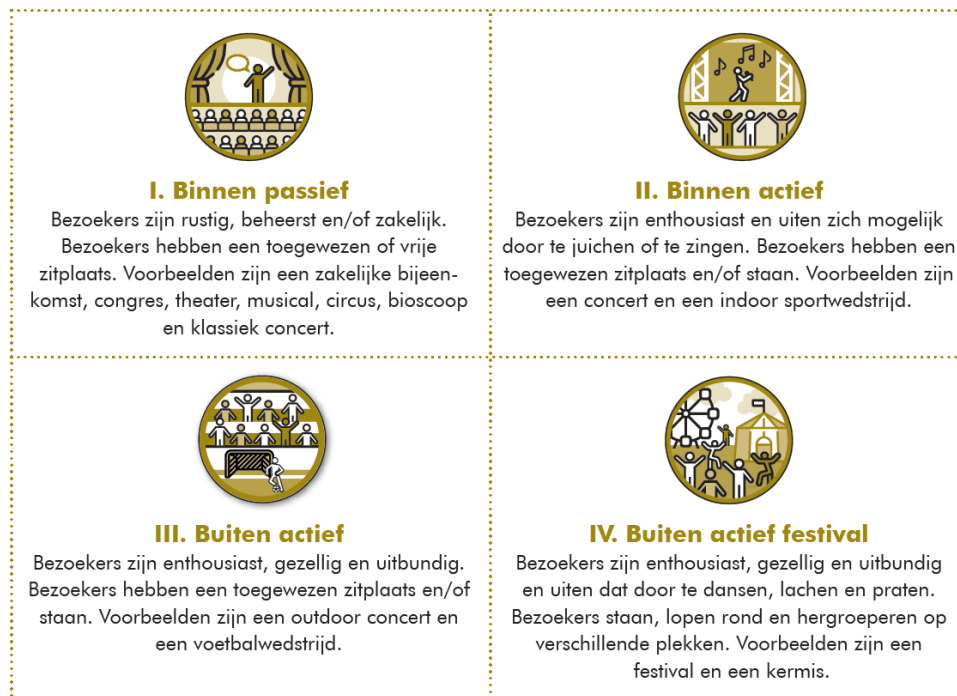 I. Binnen passief
Bezoekers zijn rustig, beheerst en/of zakelijk.
Bezoekers hebben een toegewezen of vrije
zitplaats. Voorbeelden zijn een zakelijke bijeen-
komst, congres, theater, musical, circus, bioscoop
en klassiek concert.
II. Binnen actief
Bezoekers zijn enthousiast en uiten zich mogelijk
door te juichen of te zingen. Bezoekers hebben een
toegewezen zitplaats en/of staan. Voorbeelden zijn
een concert en een indoor sportwedstrijd.
III. Buiten actief
Bezoekers zijn enthousiast, gezellig en uitbundig.
Bezoekers hebben een toegewezen zitplaats en/of
staan. Voorbeelden zijn een outdoor concert en
een voetbalwedstrijd.
IV. Buiten actief festival
Bezoekers zijn enthousiast, gezellig en uitbundig
en uiten dat door te dansen, lachen en praten.
Bezoekers staan, lopen rond en hergroeperen op
verschillende plekken. Voorbeelden zijn een
festival en een kermis.